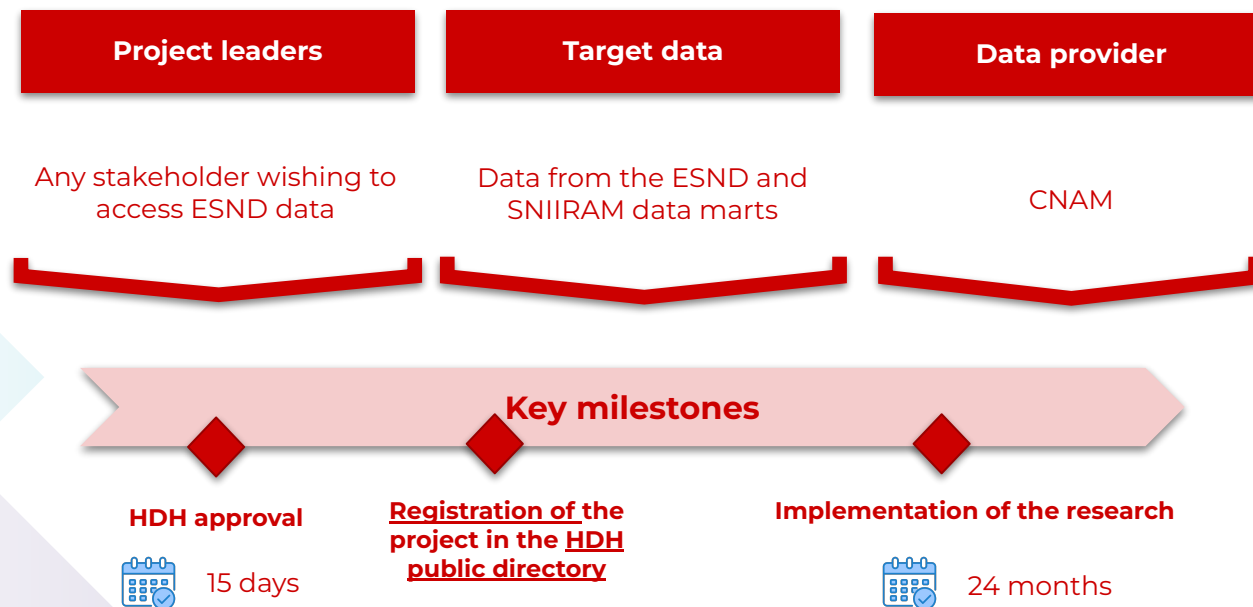 Project leaders
Target data
Data provider
Any stakeholder wishing to
access ESND data
Data from the ESND and
SNIIRAM data marts
CNAM
Key milestones
HDH approval
15 days
Registration of the
project in the HDH
public directory
Implementation of the research
24 months